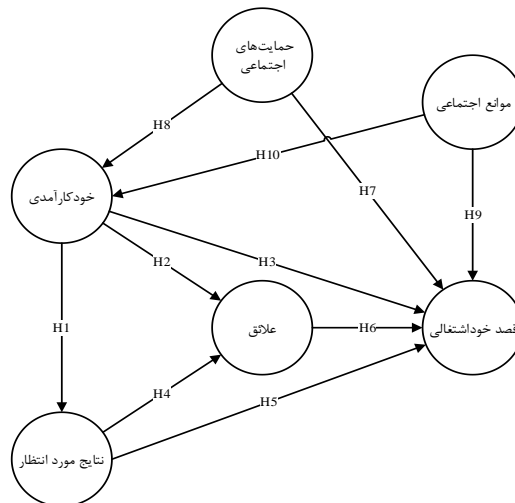 حمایت‌های
اجتماعی
موانع اجتماعی
H8
H10
H7
خودکارآمدی
H9
H2
H3
علائق
H6
قصد خوداشتغالی
H1
H4
H5
نتایج مورد انتظار